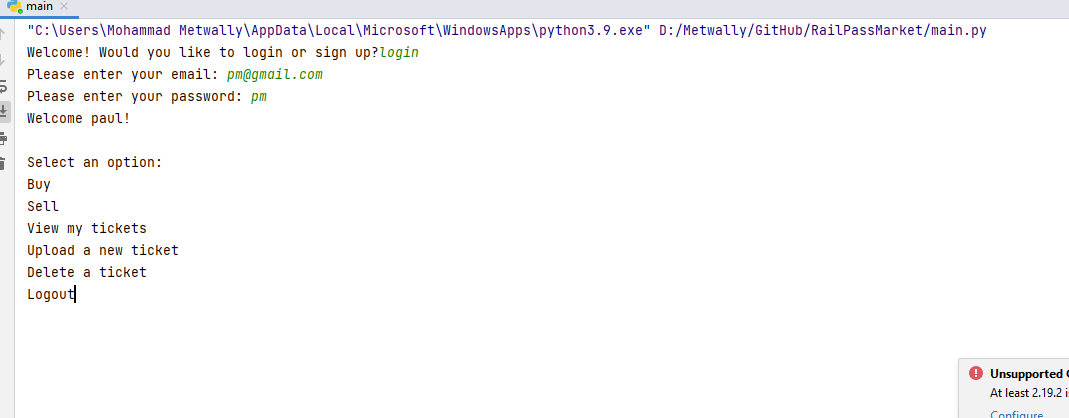 main
"C:\Users\Mohammad Metwally\AppData\Local\Microsoft\WindowsApps\python3.9.exe" D:/Metwally/GitHub/RailPassMarket/main.py
Welcome! Would you like to login or sign up?login
Please enter your email: pm@gmail.com
Please enter your password: pm
Welcome paul!
Select an option:
Buy
Sell
View my tickets
Upload a new ticket
Delete a ticket
Logout
Unsupported
At least 2.19.2
Configure